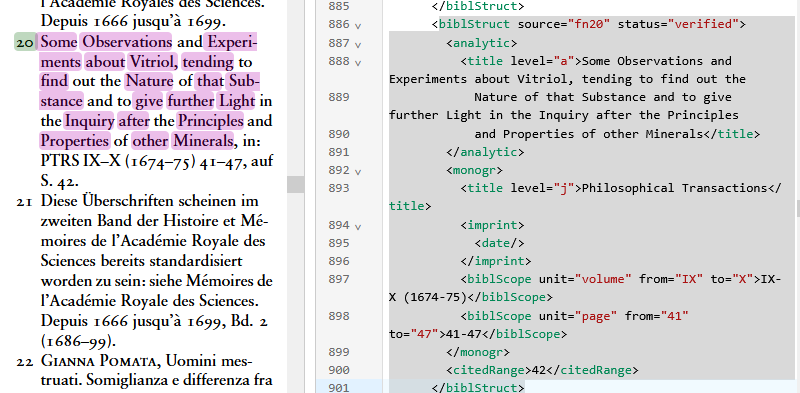 l'Académie Royale des Sciences.
Depuis 1666 jusqu'à 1699.
20 Some Observations and Experi-
ments about Vitriol, tending to
find out the Nature of that Sub-
stance and to give further Light in
the Inquiry after the Principles and
Properties of other Minerals, in:
PTRS IX–X (1674–75) 41–47, auf
S. 42.
21 Diese Überschriften scheinen im
zweiten Band der Histoire et Mé-
moires de l'Académie Royale des
Sciences bereits standardisiert
worden zu sein: siehe Mémoires de
l'Académie Royale des Sciences.
Depuis 1666 jusqu'à 1699, Bd. 2
(1686–99).
22 Gianna Pomata, Uomini mes-
truati. Somiglianza e differenza fra
885 </biblStruct>
886 <biblStruct source="fn20" status="verified">
887 <analytic>
888 <title level="a">Some Observations and
Experiments about Vitriol, tending to find out the
889 Nature of that Substance and to give
further Light in the Inquiry after the Principles
890 and Properties of other Minerals</title>
891 </analytic>
892 <monogr>
893 <title level="j">Philosophical Transactions</
title>
894 <imprint>
895 <date/>
896 </imprint>
897 <biblScope unit="volume" from="IX" to="X">IX-
X (1674-75)</biblScope>
898 <biblScope unit="page" from="41"
to="47">41-47</biblScope>
899 </monogr>
900 <citedRange>42</citedRange>
901 </biblStruct>